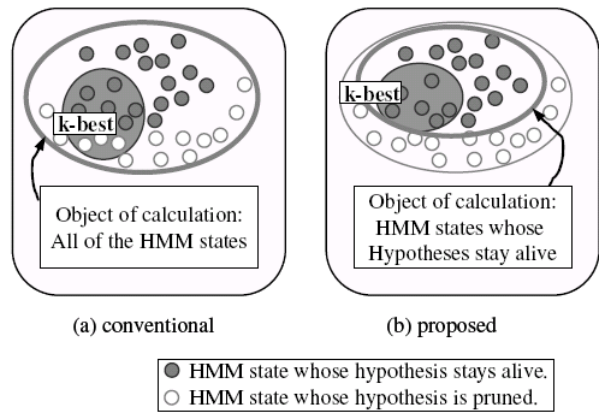 k-best
Object of calculation:
All of the HMM states
(a) conventional
k-best
Object of calculation:
HMM states whose
Hypotheses stay alive
(b) proposed
HMM state whose hypothesis stays alive.
HMM state whose hypothesis is pruned.